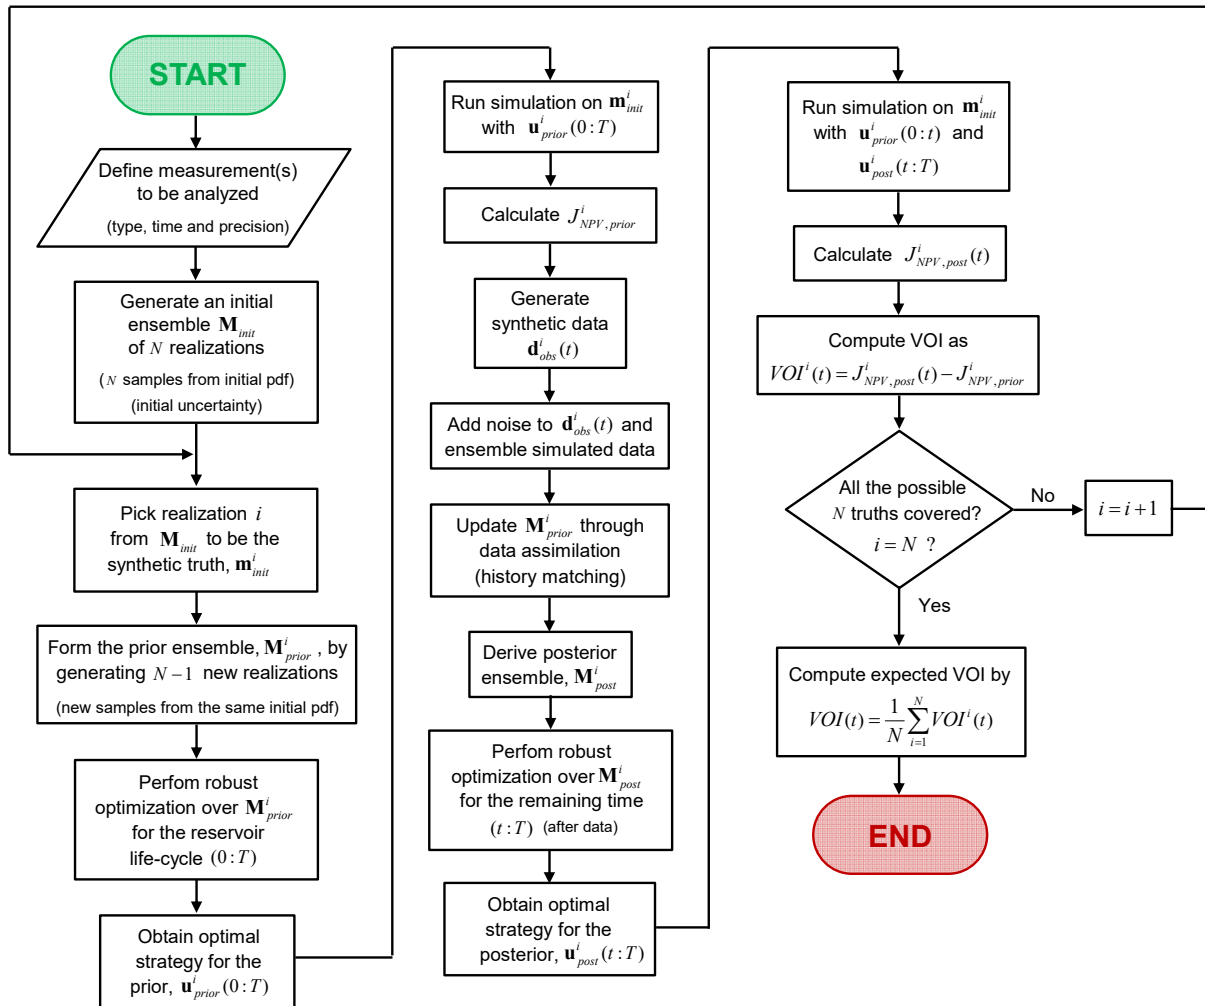 START
Define measurement(s)
to be analyzed
(type, time and precision)
Generate an initial
ensemble M_init
of N realizations
(N samples from initial pdf)
(initial uncertainty)
Pick realization i
from M_init to be the
synthetic truth, m^i_init
Form the prior ensemble, M^i_prior , by
generating N−1 new realizations
(new samples from the same initial pdf)
Perfom robust
optimization over M^i_prior
for the reservoir
life-cycle (0:T)
Obtain optimal
strategy for the
prior, u^i_prior(0:T)
Run simulation on m^i_init
with u^i_prior(0:T)
Calculate J^i_NPV,prior
Generate
synthetic data
d^i_obs(t)
Add noise to d^i_obs(t) and
ensemble simulated data
Update M^i_prior through
data assimilation
(history matching)
Derive posterior
ensemble, M^i_post
Perfom robust
optimization over M^i_post
for the remaining time
(t:T) (after data)
Obtain optimal
strategy for the
posterior, u^i_post(t:T)
Run simulation on m^i_init
with u^i_prior(0:t) and
u^i_post(t:T)
Calculate J^i_NPV,post(t)
Compute VOI as
VOI^i(t) = J^i_NPV,post(t) − J^i_NPV,prior
All the possible
N truths covered?
i = N ?
No
i = i+1
Yes
Compute expected VOI by
VOI(t) = 1/N ∑_{i=1}^{N} VOI^i(t)
END